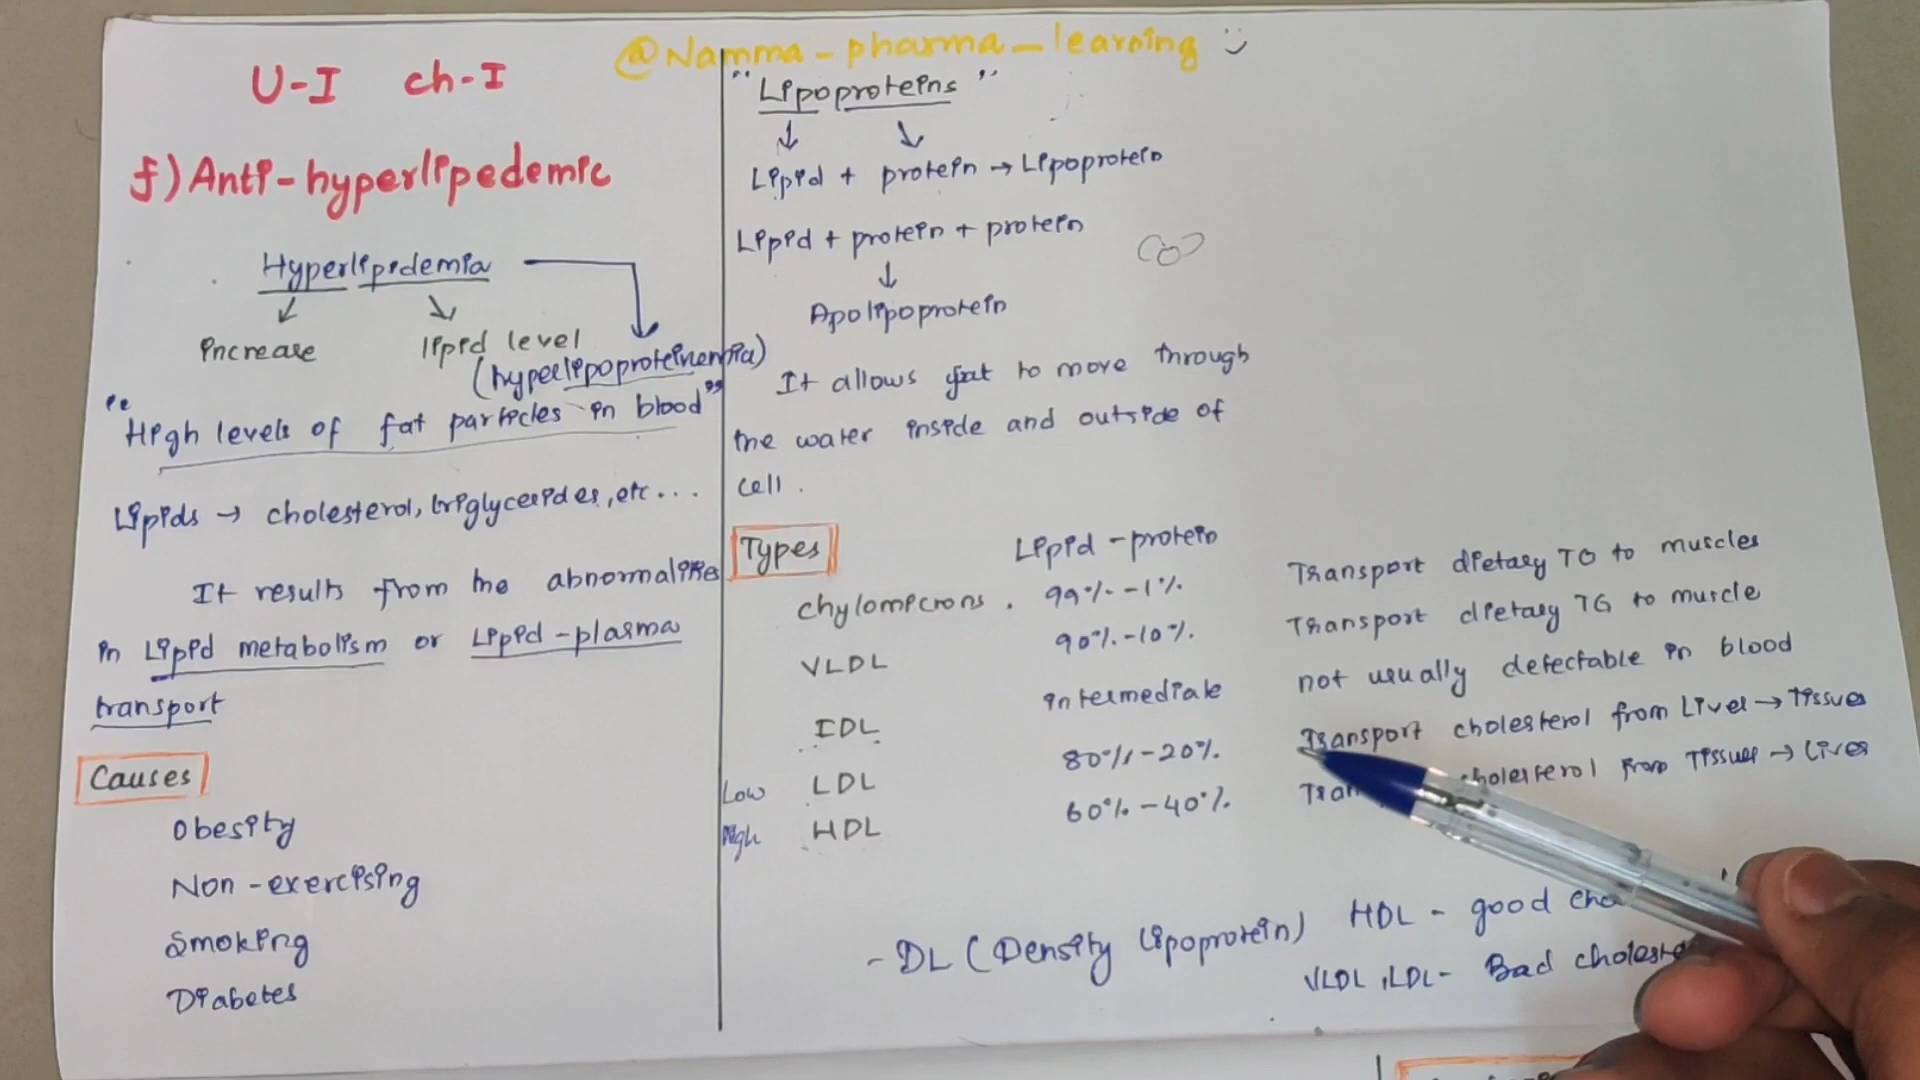 @Namma-pharma-learning
U-I ch-I
f) Anti-hyperlipedemic
Hyperlipidemia
increase lipid level
(hyperlipoproteinemia)
"High levels of fat particles in blood"
Lipids → cholesterol, triglycerides, etc...
It results from the abnormalities
in Lipid metabolism or Lipid-plasma
transport
Causes
Obesity
Non-exercising
Smoking
Diabetes
"Lipoproteins"
Lipid + protein → Lipoprotein
Lipid + protein + protein
↓
Apolipoprotein
It allows fat to move through
the water inside and outside of
cell.
Types Lipid-protein
chylomicrons. 99%-1% Transport dietary TG to muscles
VLDL 90%-10%. Transport dietary TG to muscle
IDL intermediate not usually detectable in blood
Low LDL 80%-20%. Transport cholesterol from Liver → Tissues
High HDL 60%-40%. cholesterol from Tissues → Liver
-DL (Density lipoprotein) HDL - good
VLDL, LDL - Bad